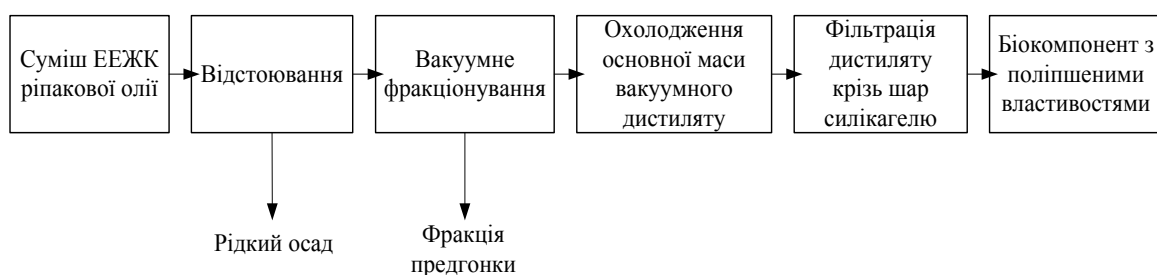 Суміш ЕЕЖК
ріпакової олії
Відстоювання
Вакуумне
фракціонування
Охолодження
основної маси
вакуумного
дистиляту
Фільтрація
дистиляту
крізь шар
силікагелю
Біокомпонент з
поліпшеними
властивостями
Рідкий осад
Фракція
предгонки